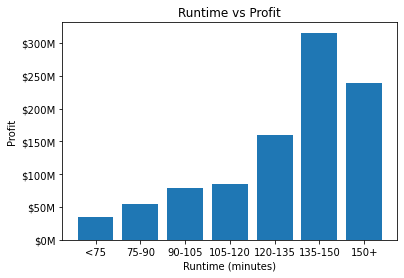 Runtime vs Profit
$300M
$250M
$200M
$150M
$100M
$50M
$0M
Profit
<75 75-90 90-105 105-120 120-135 135-150 150+
Runtime (minutes)